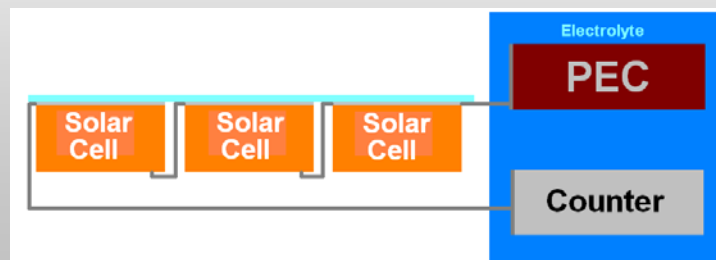 Electrolyte
PEC
Solar
Cell
Solar
Cell
Solar
Cell
Counter